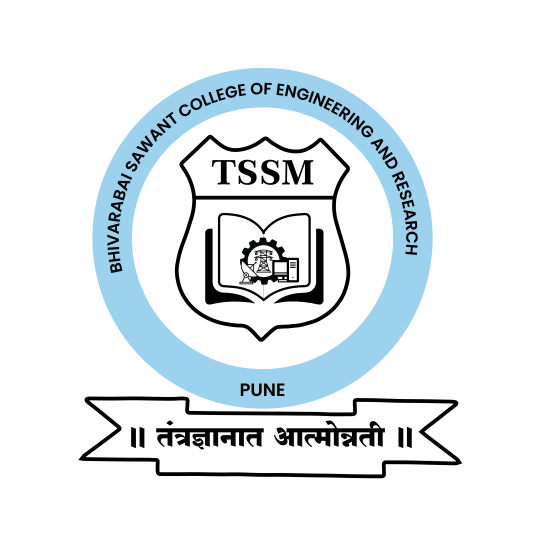 BHIVARABAI SAWANT COLLEGE OF ENGINEERING AND RESEARCH
TSSM
PUNE
॥ तंत्रज्ञानात आत्मोन्नती ॥